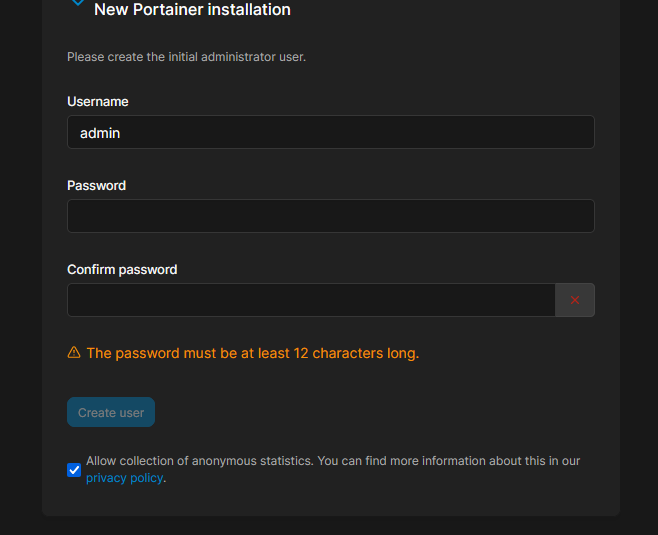 New Portainer installation
Please create the initial administrator user.
Username
admin
Password
Confirm password
The password must be at least 12 characters long.
Create user
Allow collection of anonymous statistics. You can find more information about this in our
privacy policy.